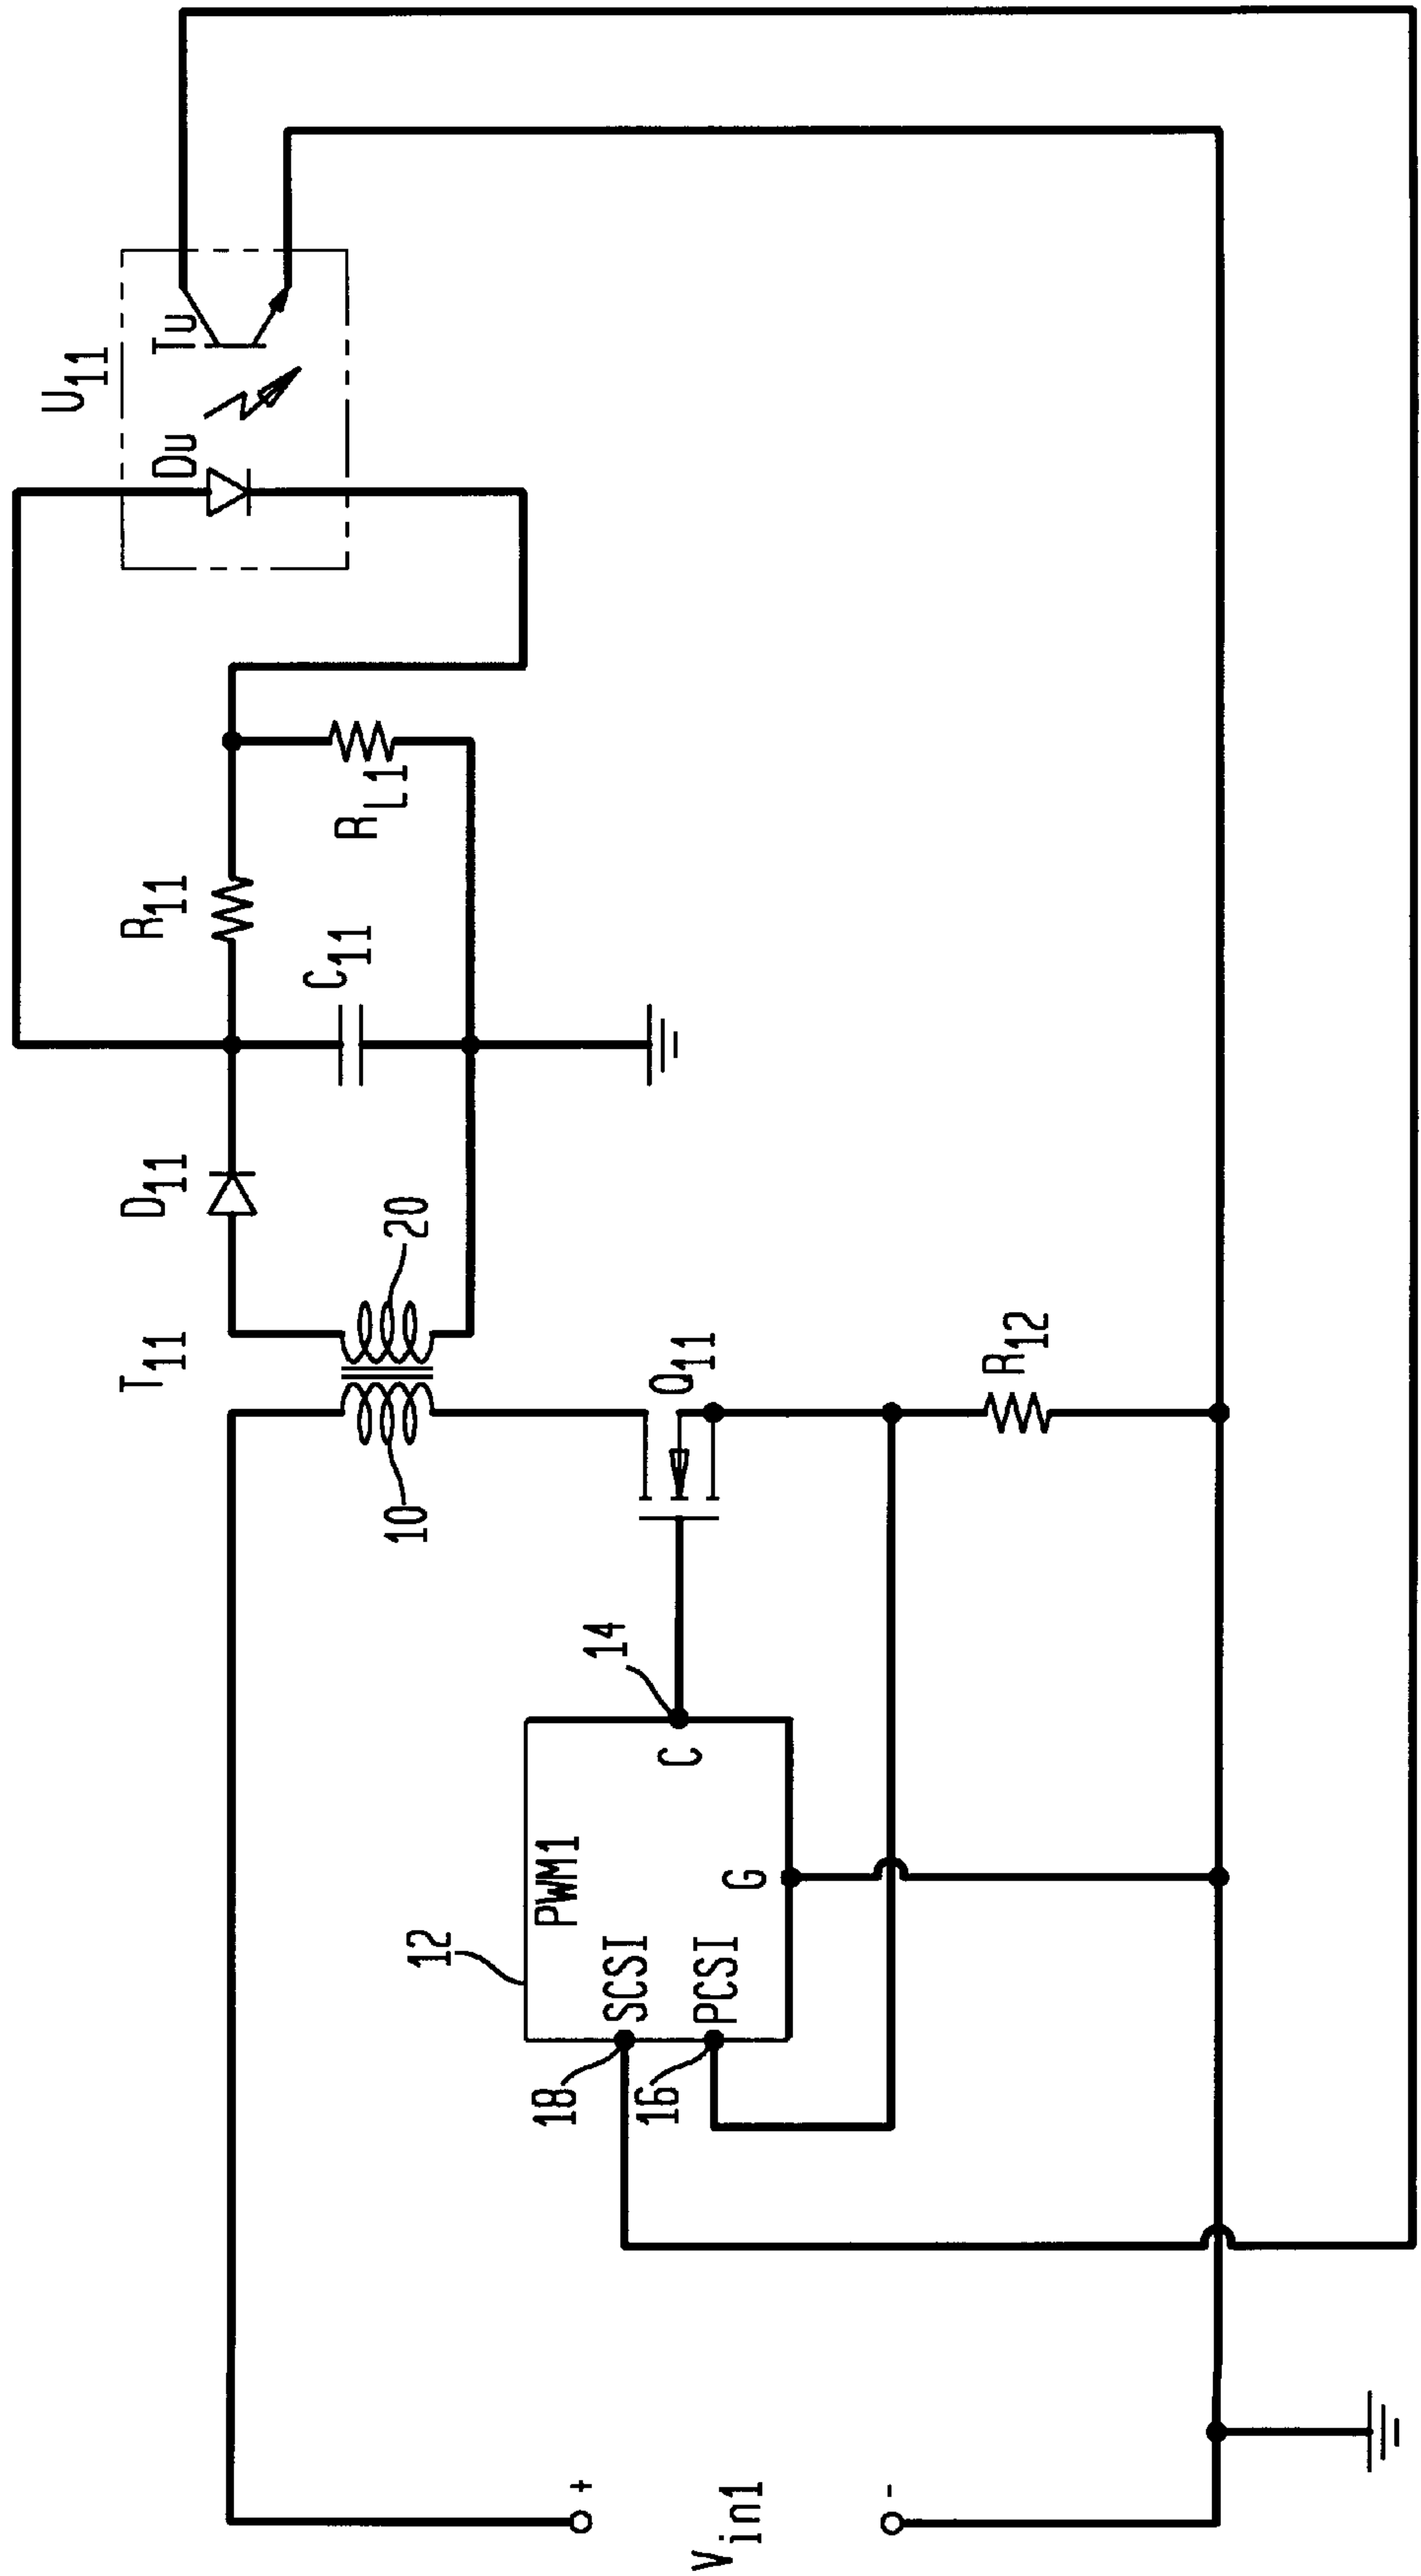 U11
Du
Tu
R11
RL1
C11
D11
T11
20
10
Q11
R12
14
C
PWM1
12
G
SCSI
PCSI
18
16
+
Vin1
-